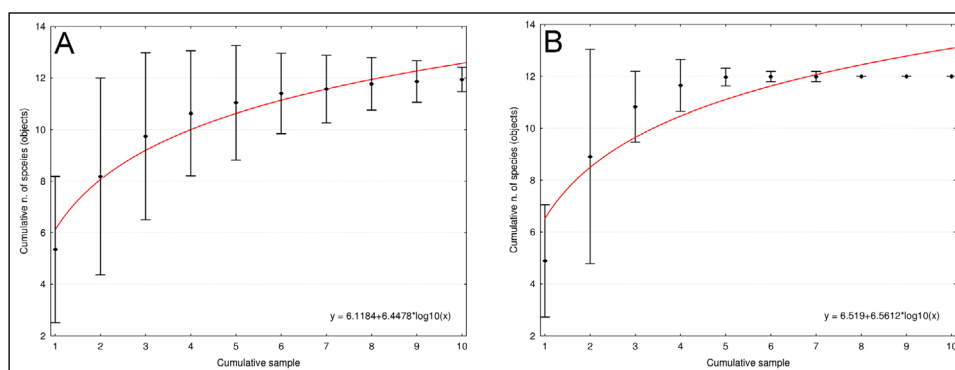 A
14
12
10
8
6
4
2
Cumulative n. of speeies (objects)
y = 6.1184+6.4478*log10(x)
1 2 3 4 5 6 7 8 9 10
Cumulative sample
B
14
12
10
8
6
4
2
Cumulative n. of species (objects)
y = 6.519+6.5612*log10(x)
1 2 3 4 5 6 7 8 9 10
Cumulative sample